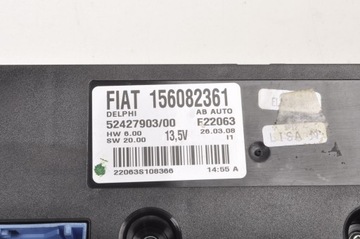 FIAT 156082361
DELPHI AB AUTO
52427903/00 F22063
HW 6.00 13,5V 26.03.08
SW 20.00 I1
22063S108366 14:55 A
LISA